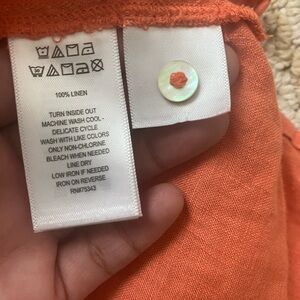 100% LINEN
TURN INSIDE OUT
MACHINE WASH COOL -
DELICATE CYCLE
WASH WITH LIKE COLORS
ONLY NON-CHLORINE
BLEACH WHEN NEEDED
LINE DRY
LOW IRON IF NEEDED
IRON ON REVERSE.
RN#75343